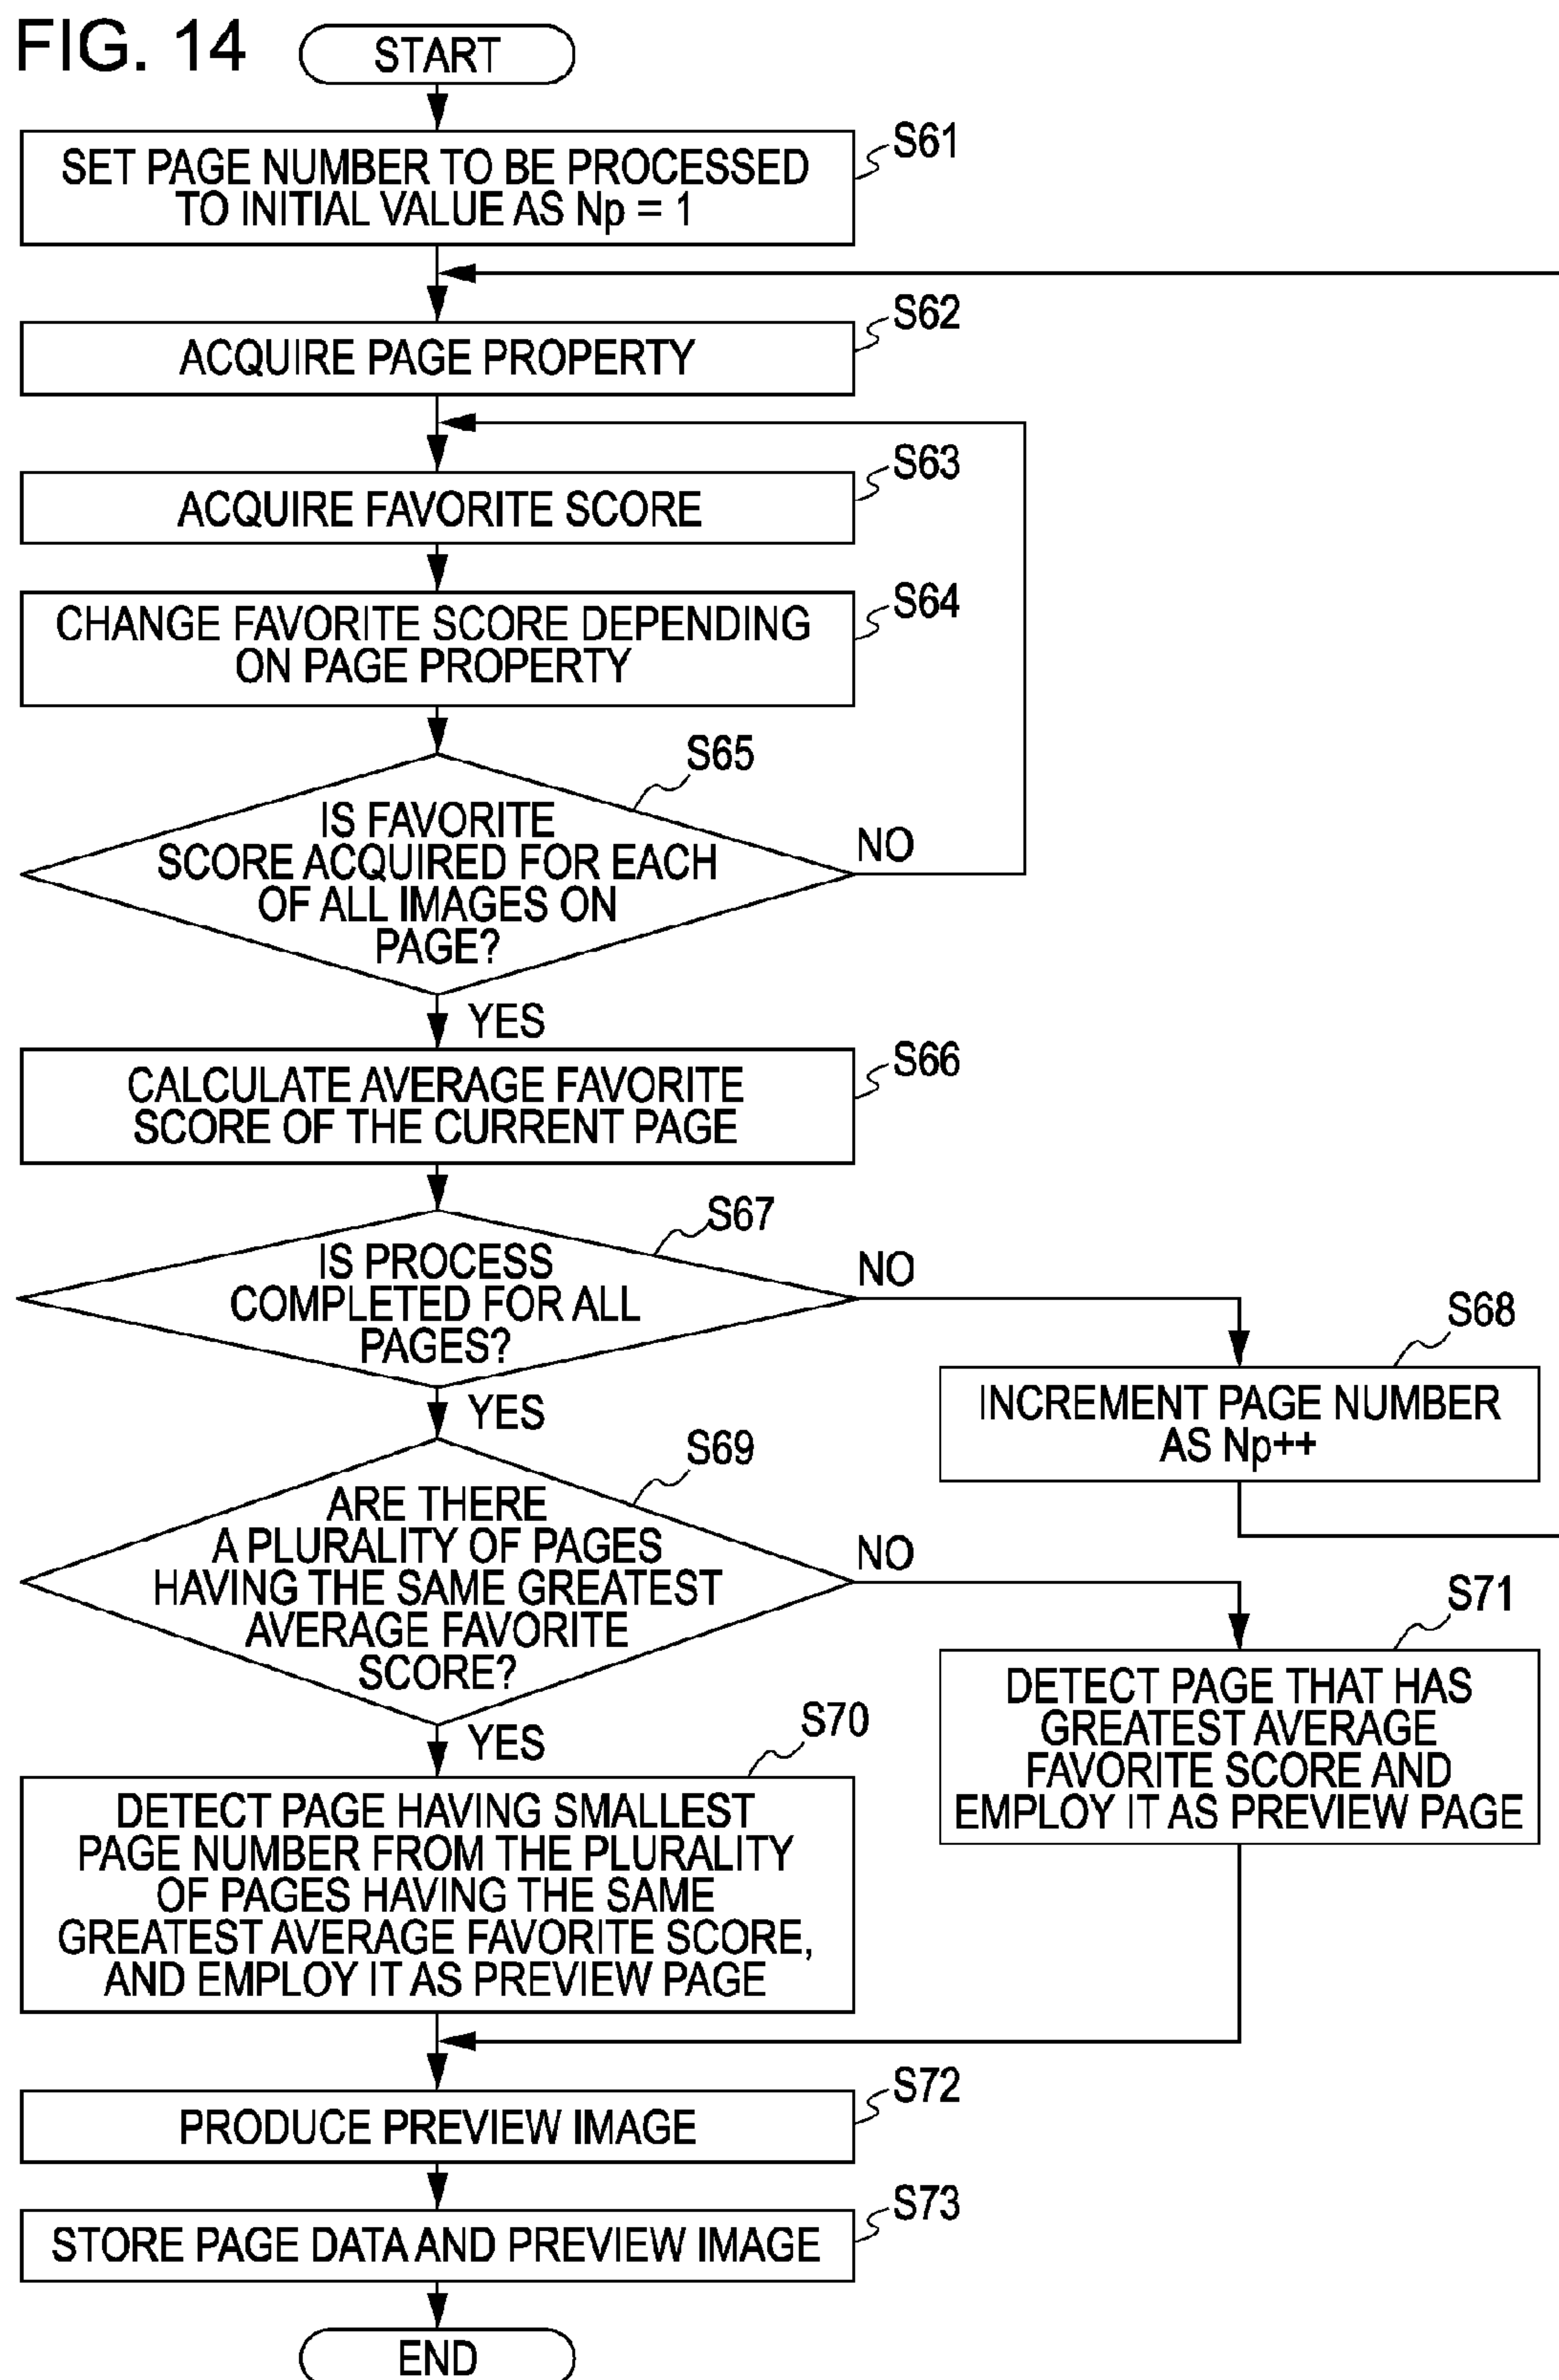 FIG. 14
START
S61
SET PAGE NUMBER TO BE PROCESSED
TO INITIAL VALUE AS Np = 1
S62
ACQUIRE PAGE PROPERTY
S63
ACQUIRE FAVORITE SCORE
S64
CHANGE FAVORITE SCORE DEPENDING
ON PAGE PROPERTY
S65
IS FAVORITE
SCORE ACQUIRED FOR EACH
OF ALL IMAGES ON
PAGE?
NO
YES
S66
CALCULATE AVERAGE FAVORITE
SCORE OF THE CURRENT PAGE
S67
IS PROCESS
COMPLETED FOR ALL
PAGES?
NO
YES
S68
INCREMENT PAGE NUMBER
AS Np++
S69
ARE THERE
A PLURALITY OF PAGES
HAVING THE SAME GREATEST
AVERAGE FAVORITE
SCORE?
NO
YES
S71
DETECT PAGE THAT HAS
GREATEST AVERAGE
FAVORITE SCORE AND
EMPLOY IT AS PREVIEW PAGE
S70
DETECT PAGE HAVING SMALLEST
PAGE NUMBER FROM THE PLURALITY
OF PAGES HAVING THE SAME
GREATEST AVERAGE FAVORITE SCORE,
AND EMPLOY IT AS PREVIEW PAGE
S72
PRODUCE PREVIEW IMAGE
S73
STORE PAGE DATA AND PREVIEW IMAGE
END